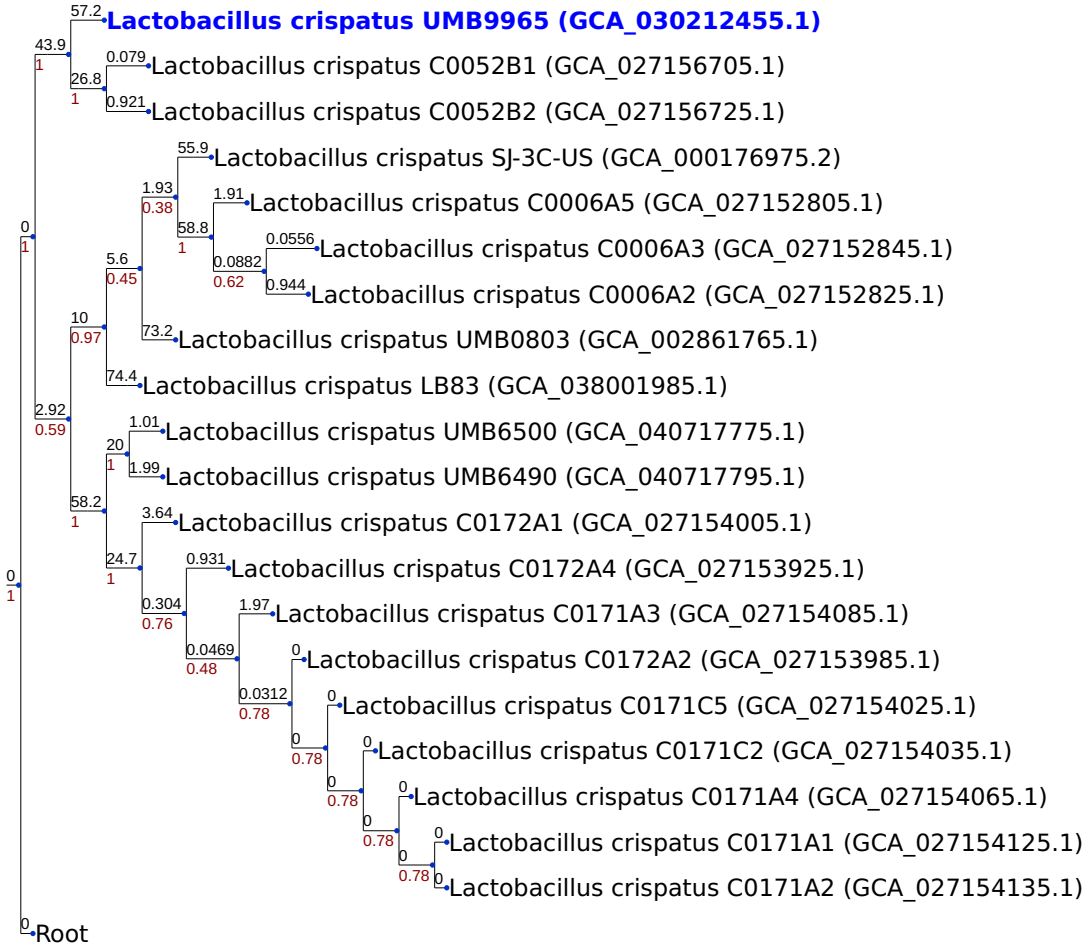 57.2
Lactobacillus crispatus UMB9965 (GCA_030212455.1)
43.9
1
0.079
Lactobacillus crispatus C0052B1 (GCA_027156705.1)
26.8
1
0.921
Lactobacillus crispatus C0052B2 (GCA_027156725.1)
55.9
Lactobacillus crispatus SJ-3C-US (GCA_000176975.2)
1.93
0.38
1.91
Lactobacillus crispatus C0006A5 (GCA_027152805.1)
0
1
58.8
1
0.0556
Lactobacillus crispatus C0006A3 (GCA_027152845.1)
5.6
0.45
0.0882
0.62
0.944
Lactobacillus crispatus C0006A2 (GCA_027152825.1)
10
0.97
73.2
Lactobacillus crispatus UMB0803 (GCA_002861765.1)
74.4
Lactobacillus crispatus LB83 (GCA_038001985.1)
2.92
0.59
1.01
Lactobacillus crispatus UMB6500 (GCA_040717775.1)
20
1
1.99
Lactobacillus crispatus UMB6490 (GCA_040717795.1)
58.2
1
3.64
Lactobacillus crispatus C0172A1 (GCA_027154005.1)
24.7
1
0.931
Lactobacillus crispatus C0172A4 (GCA_027153925.1)
0
1
0.304
0.76
1.97
Lactobacillus crispatus C0171A3 (GCA_027154085.1)
0.0469
0.48
0
Lactobacillus crispatus C0172A2 (GCA_027153985.1)
0.0312
0.78
0
Lactobacillus crispatus C0171C5 (GCA_027154025.1)
0
0.78
0
Lactobacillus crispatus C0171C2 (GCA_027154035.1)
0
0.78
0
Lactobacillus crispatus C0171A4 (GCA_027154065.1)
0
0.78
0
Lactobacillus crispatus C0171A1 (GCA_027154125.1)
0
0.78
0
Lactobacillus crispatus C0171A2 (GCA_027154135.1)
0
Root